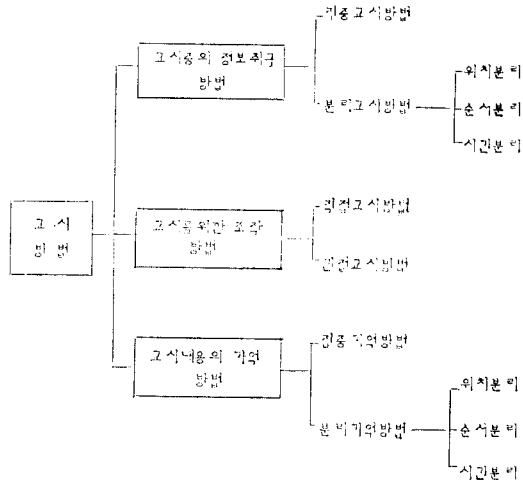 고 시
방 법
고시중의 정보취급
방법
집중고시방법
분리고시방법
위치분리
순서분리
시간분리
고시를위한 조작
방법
직접고시방법
간접고시방법
고시내용의 기억
방법
집중기억방법
분리기억방법
위치분리
순서분리
시간분리